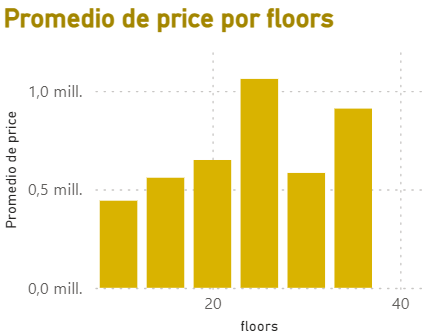 Promedio de price por floors
1,0 mill.
0,5 mill.
0,0 mill.
Promedio de price
20
40
floors